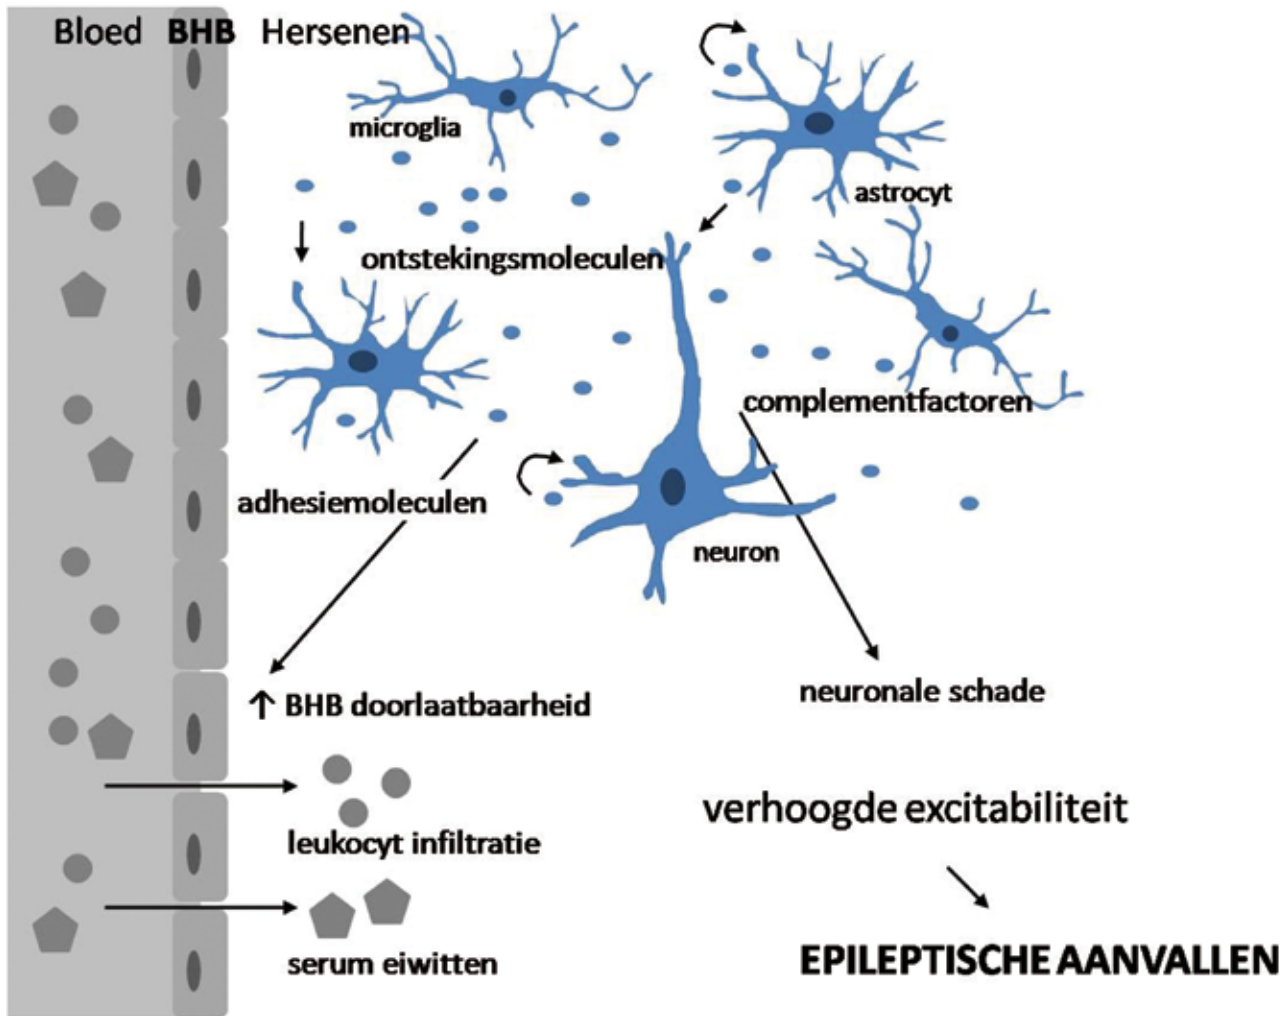 Bloed BHB Hersenen
microglia
astrocyt
ontstekingsmoleculen
complementfactoren
adhesiemoleculen
neuron
↑ BHB doorlaatbaarheid
neuronale schade
verhoogde excitabiliteit
leukocyt infiltratie
serum eiwitten
EPILEPTISCHE AANVALLEN